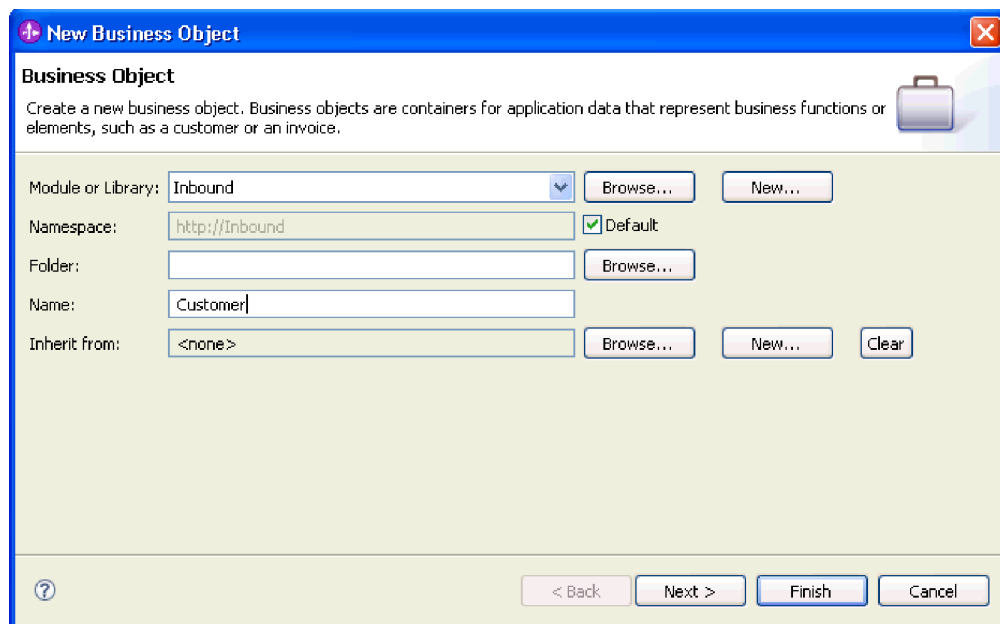 New Business Object
Business Object
Create a new business object. Business objects are containers for application data that represent business functions or
elements, such as a customer or an invoice.
Module or Library: Inbound Browse... New...
Namespace: http://Inbound Default
Folder: Browse...
Name: Customer
Inherit from: <none> Browse... New... Clear
? < Back Next > Finish Cancel